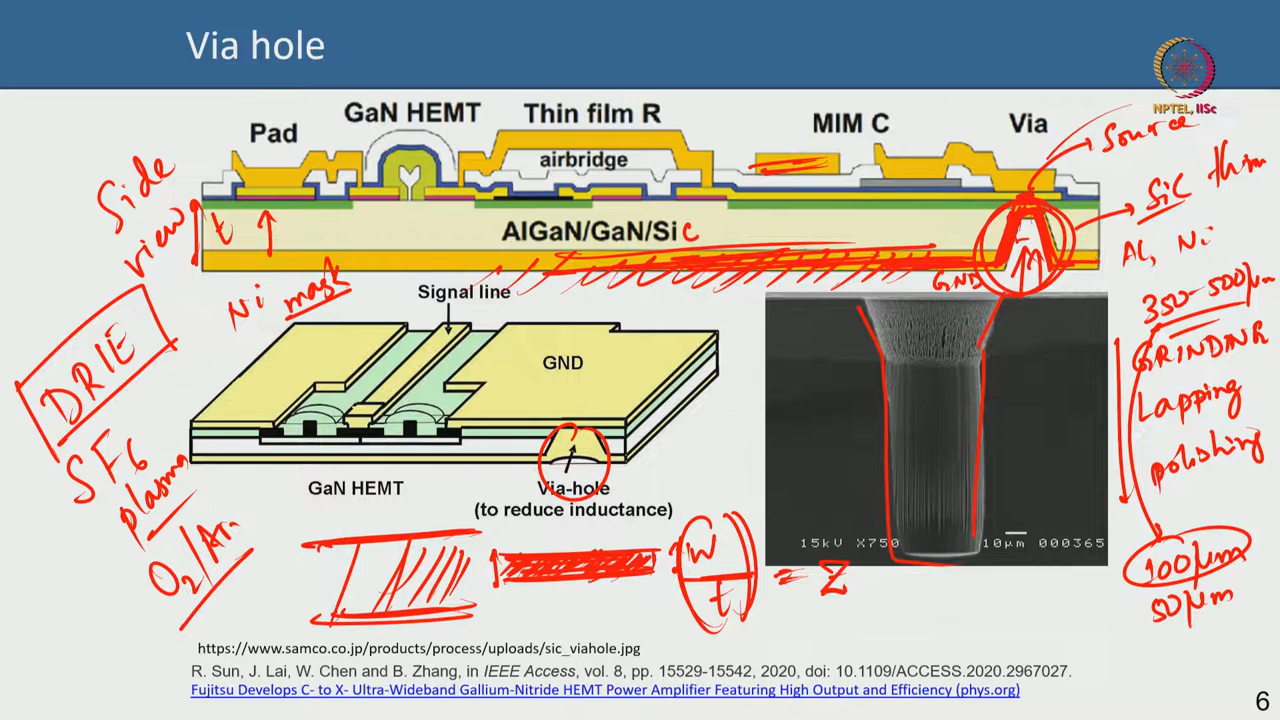 Via hole
NPTEL, IISc
Pad
GaN HEMT
Thin film R
MIM C
Via
airbridge
AlGaN/GaN/Sic
Source
SiC thin
Al, Ni
GND
Side
view
t
Ni mask
350-500μm
GRINDING
Lapping
polishing
100μm
50μm
DRIE
SF6
plasma
O2/Ar
Signal line
GND
GaN HEMT
Via-hole
(to reduce inductance)
W
t
= Z
15kV X750 10μm 000365
https://www.samco.co.jp/products/process/uploads/sic_viahole.jpg
R. Sun, J. Lai, W. Chen and B. Zhang, in IEEE Access, vol. 8, pp. 15529-15542, 2020, doi: 10.1109/ACCESS.2020.2967027.
Fujitsu Develops C- to X- Ultra-Wideband Gallium-Nitride HEMT Power Amplifier Featuring High Output and Efficiency (phys.org)
6